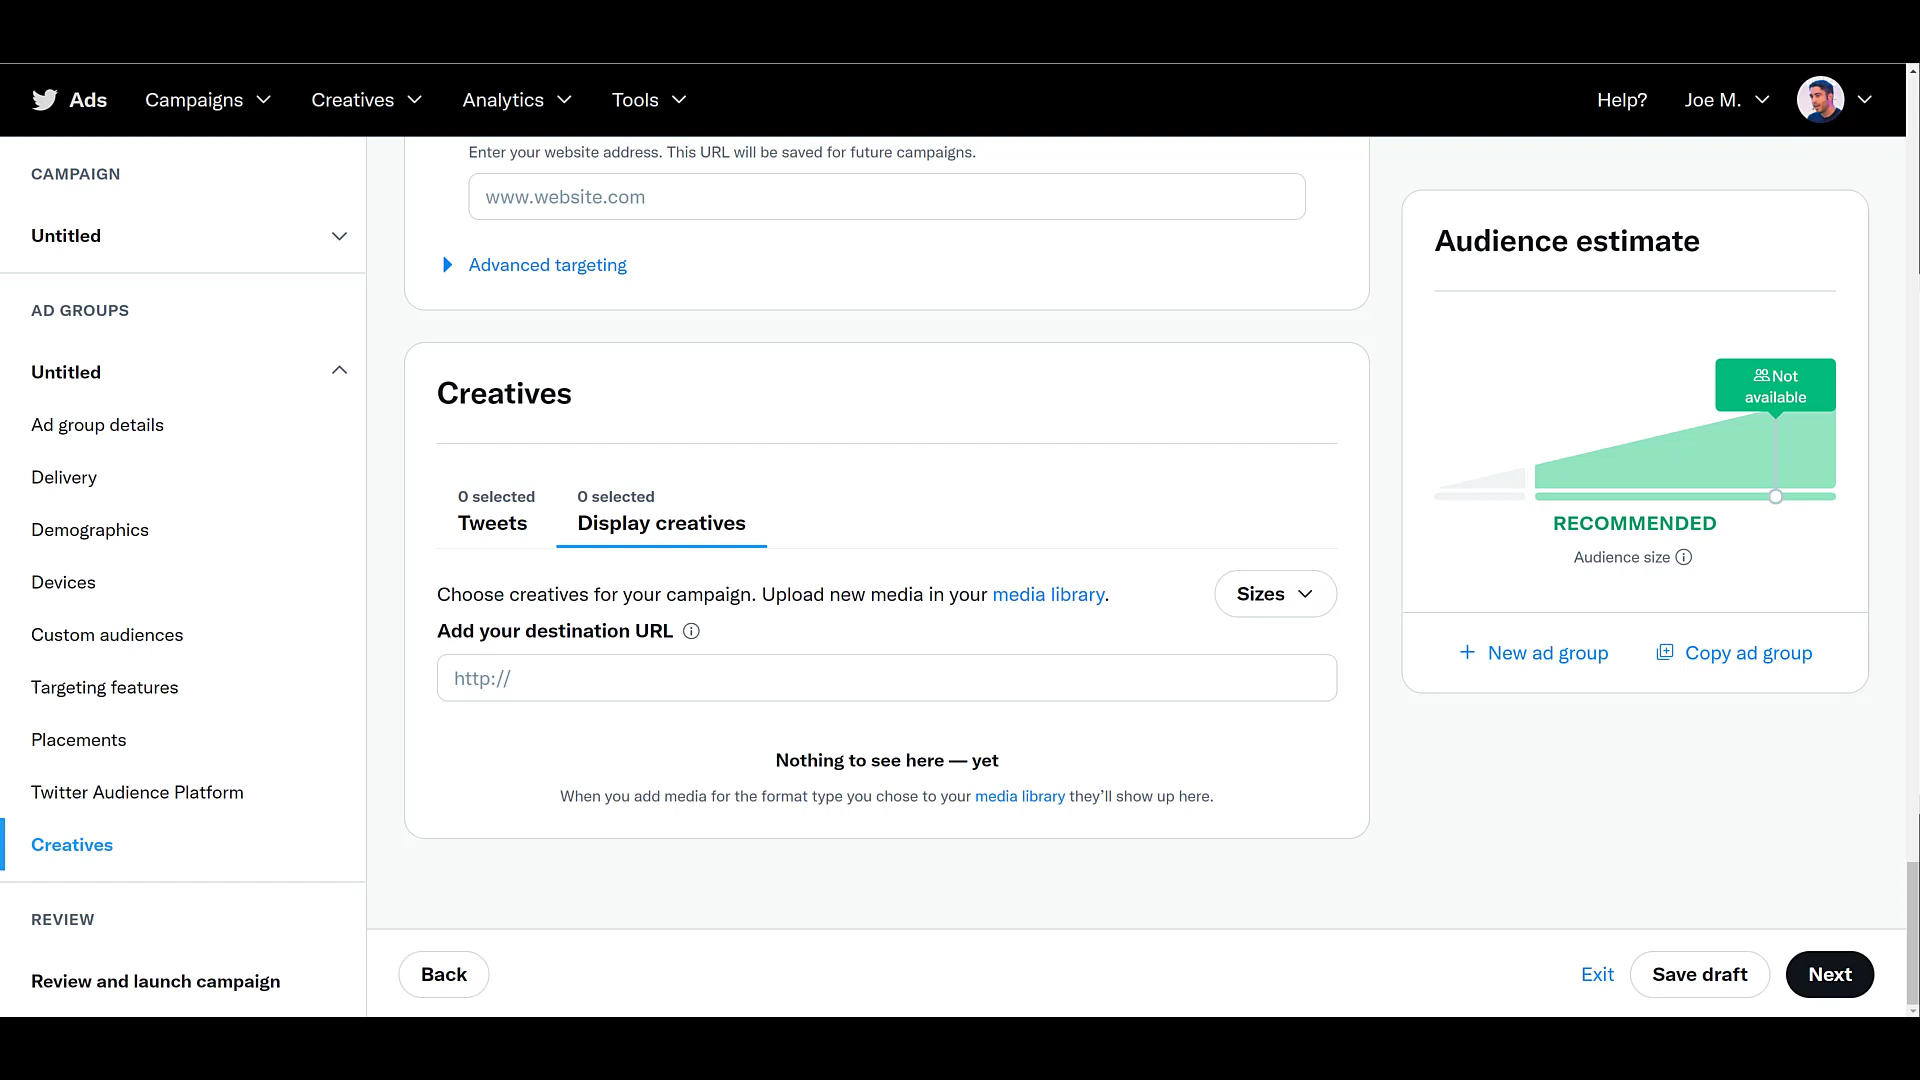 Ads
Campaigns
Creatives
Analytics
Tools
Help?
Joe M.
CAMPAIGN
Untitled
AD GROUPS
Untitled
Ad group details
Delivery
Demographics
Devices
Custom audiences
Targeting features
Placements
Twitter Audience Platform
Creatives
REVIEW
Review and launch campaign
Enter your website address. This URL will be saved for future campaigns.
www.website.com
Advanced targeting
Creatives
0 selected
Tweets
0 selected
Display creatives
Choose creatives for your campaign. Upload new media in your media library.
Sizes
Add your destination URL
http://
Nothing to see here — yet
When you add media for the format type you chose to your media library they’ll show up here.
Audience estimate
Not
available
RECOMMENDED
Audience size
New ad group
Copy ad group
Back
Exit
Save draft
Next